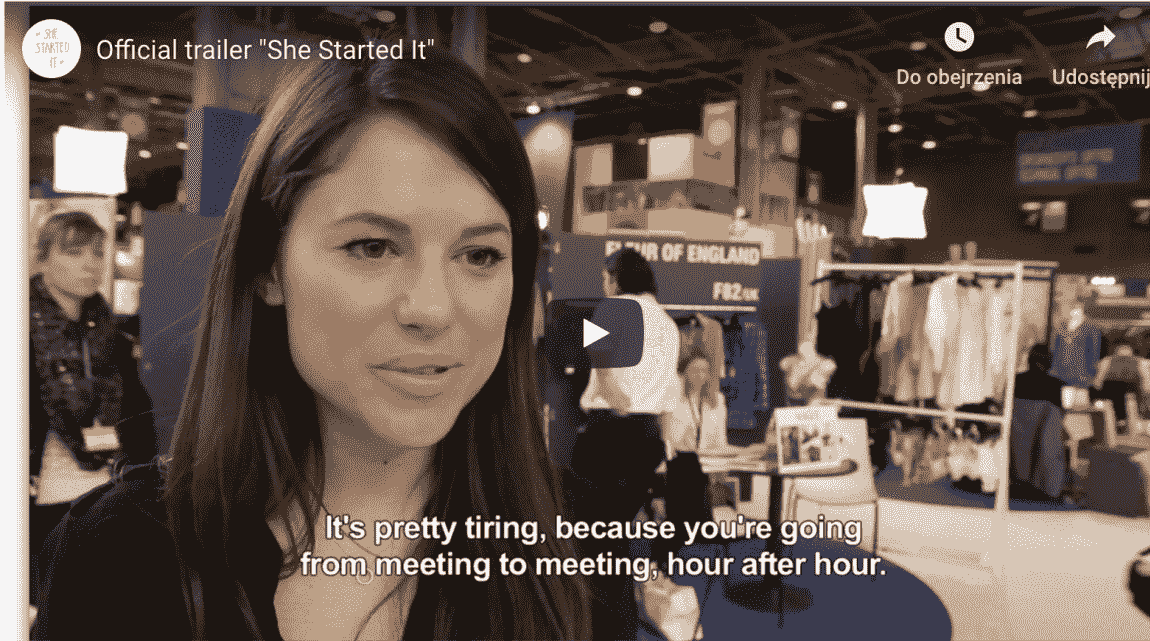 SHE
STARTED
IT
Official trailer "She Started It"
Do obejrzenia
Udostępnij
FLEUR OF ENGLAND
F82
It's pretty tiring, because you're going
from meeting to meeting, hour after hour.